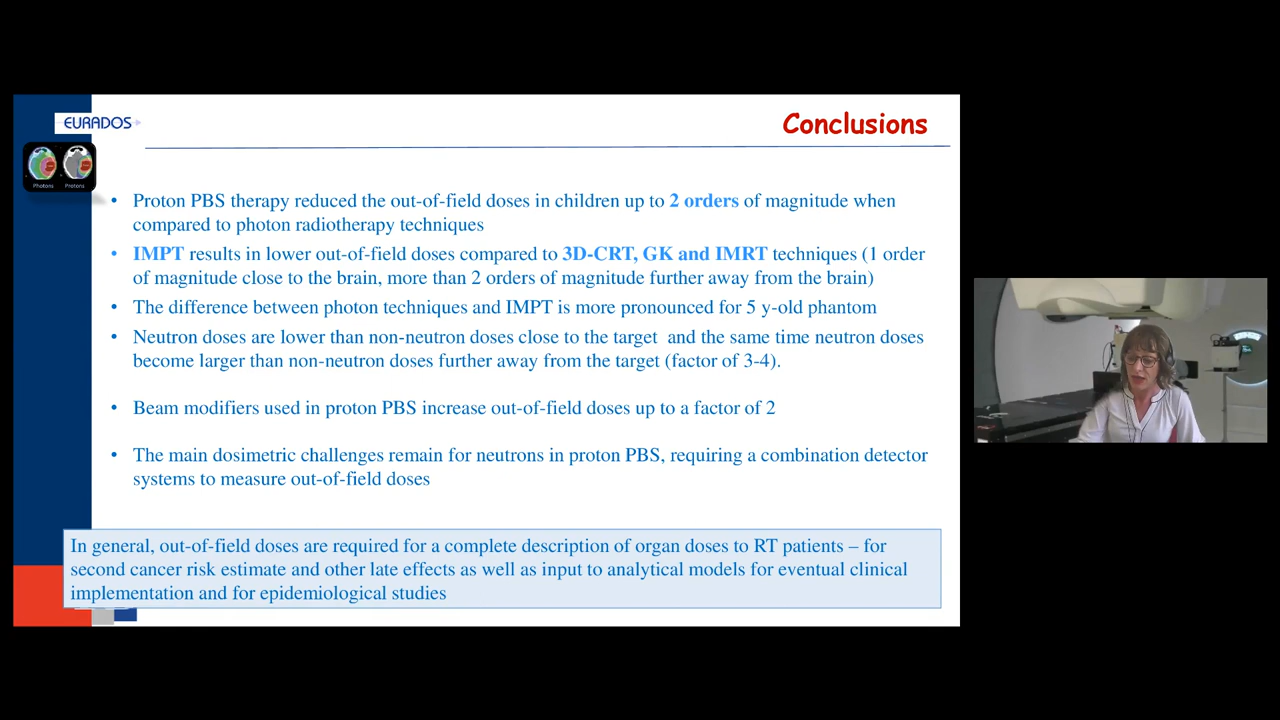 EURADOS
Conclusions
Photons Protons
• Proton PBS therapy reduced the out-of-field doses in children up to 2 orders of magnitude when
compared to photon radiotherapy techniques
• IMPT results in lower out-of-field doses compared to 3D-CRT, GK and IMRT techniques (1 order
of magnitude close to the brain, more than 2 orders of magnitude further away from the brain)
• The difference between photon techniques and IMPT is more pronounced for 5 y-old phantom
• Neutron doses are lower than non-neutron doses close to the target and the same time neutron doses
become larger than non-neutron doses further away from the target (factor of 3-4).
• Beam modifiers used in proton PBS increase out-of-field doses up to a factor of 2
• The main dosimetric challenges remain for neutrons in proton PBS, requiring a combination detector
systems to measure out-of-field doses
In general, out-of-field doses are required for a complete description of organ doses to RT patients – for
second cancer risk estimate and other late effects as well as input to analytical models for eventual clinical
implementation and for epidemiological studies